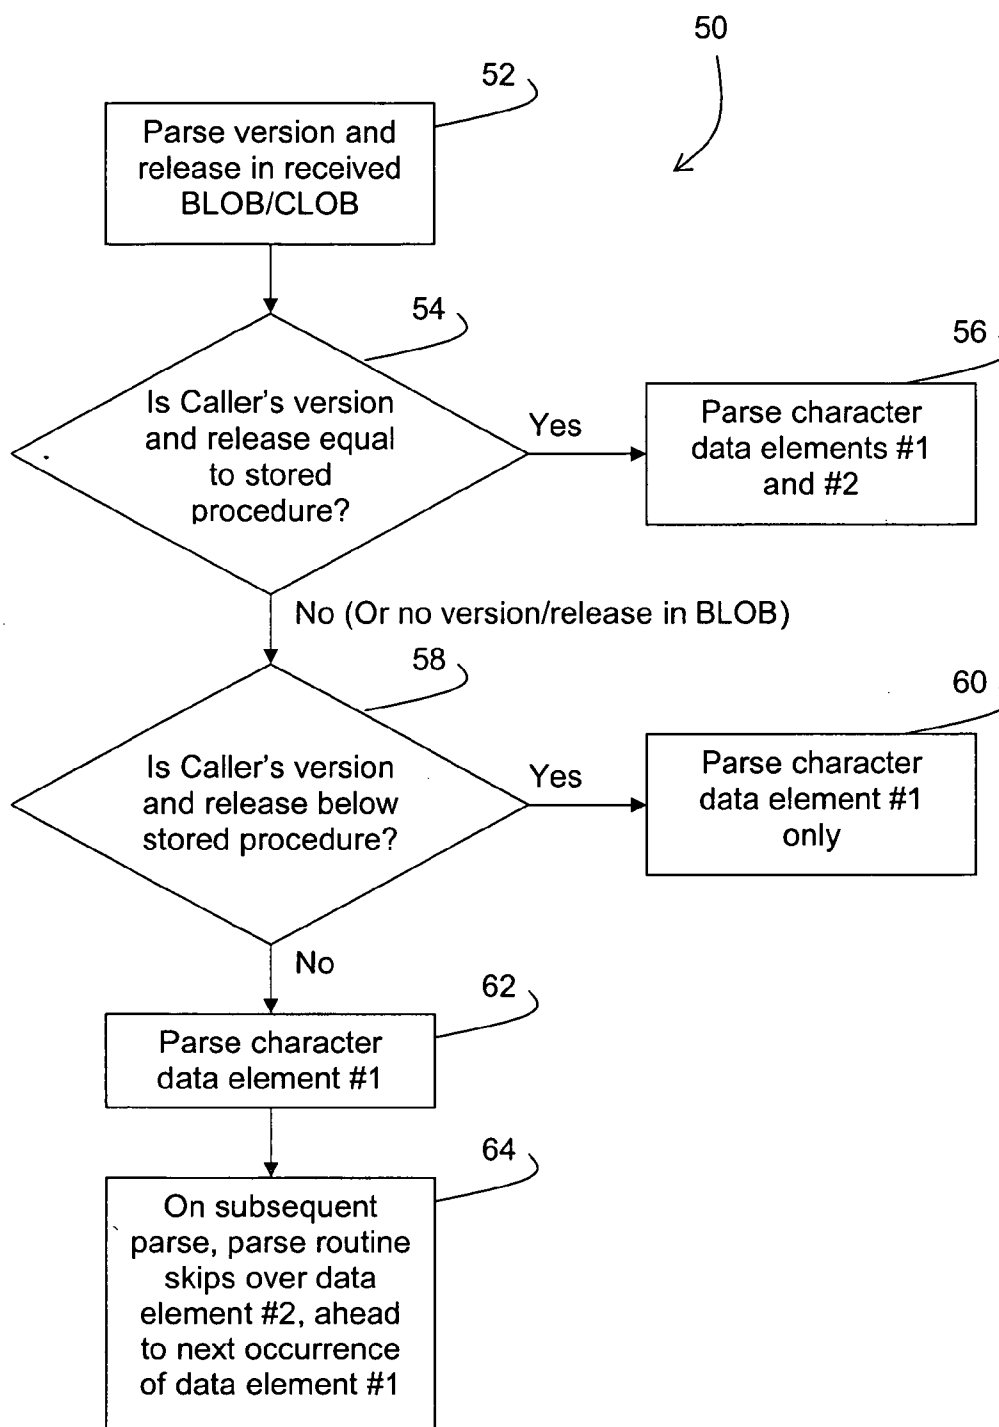 50
52
Parse version and
release in received
BLOB/CLOB
54
Is Caller's version
and release equal
to stored
procedure?
Yes
56
Parse character
data elements #1
and #2
No (Or no version/release in BLOB)
58
Is Caller's version
and release below
stored procedure?
Yes
60
Parse character
data element #1
only
No
62
Parse character
data element #1
64
On subsequent
parse, parse routine
skips over data
element #2, ahead
to next occurrence
of data element #1